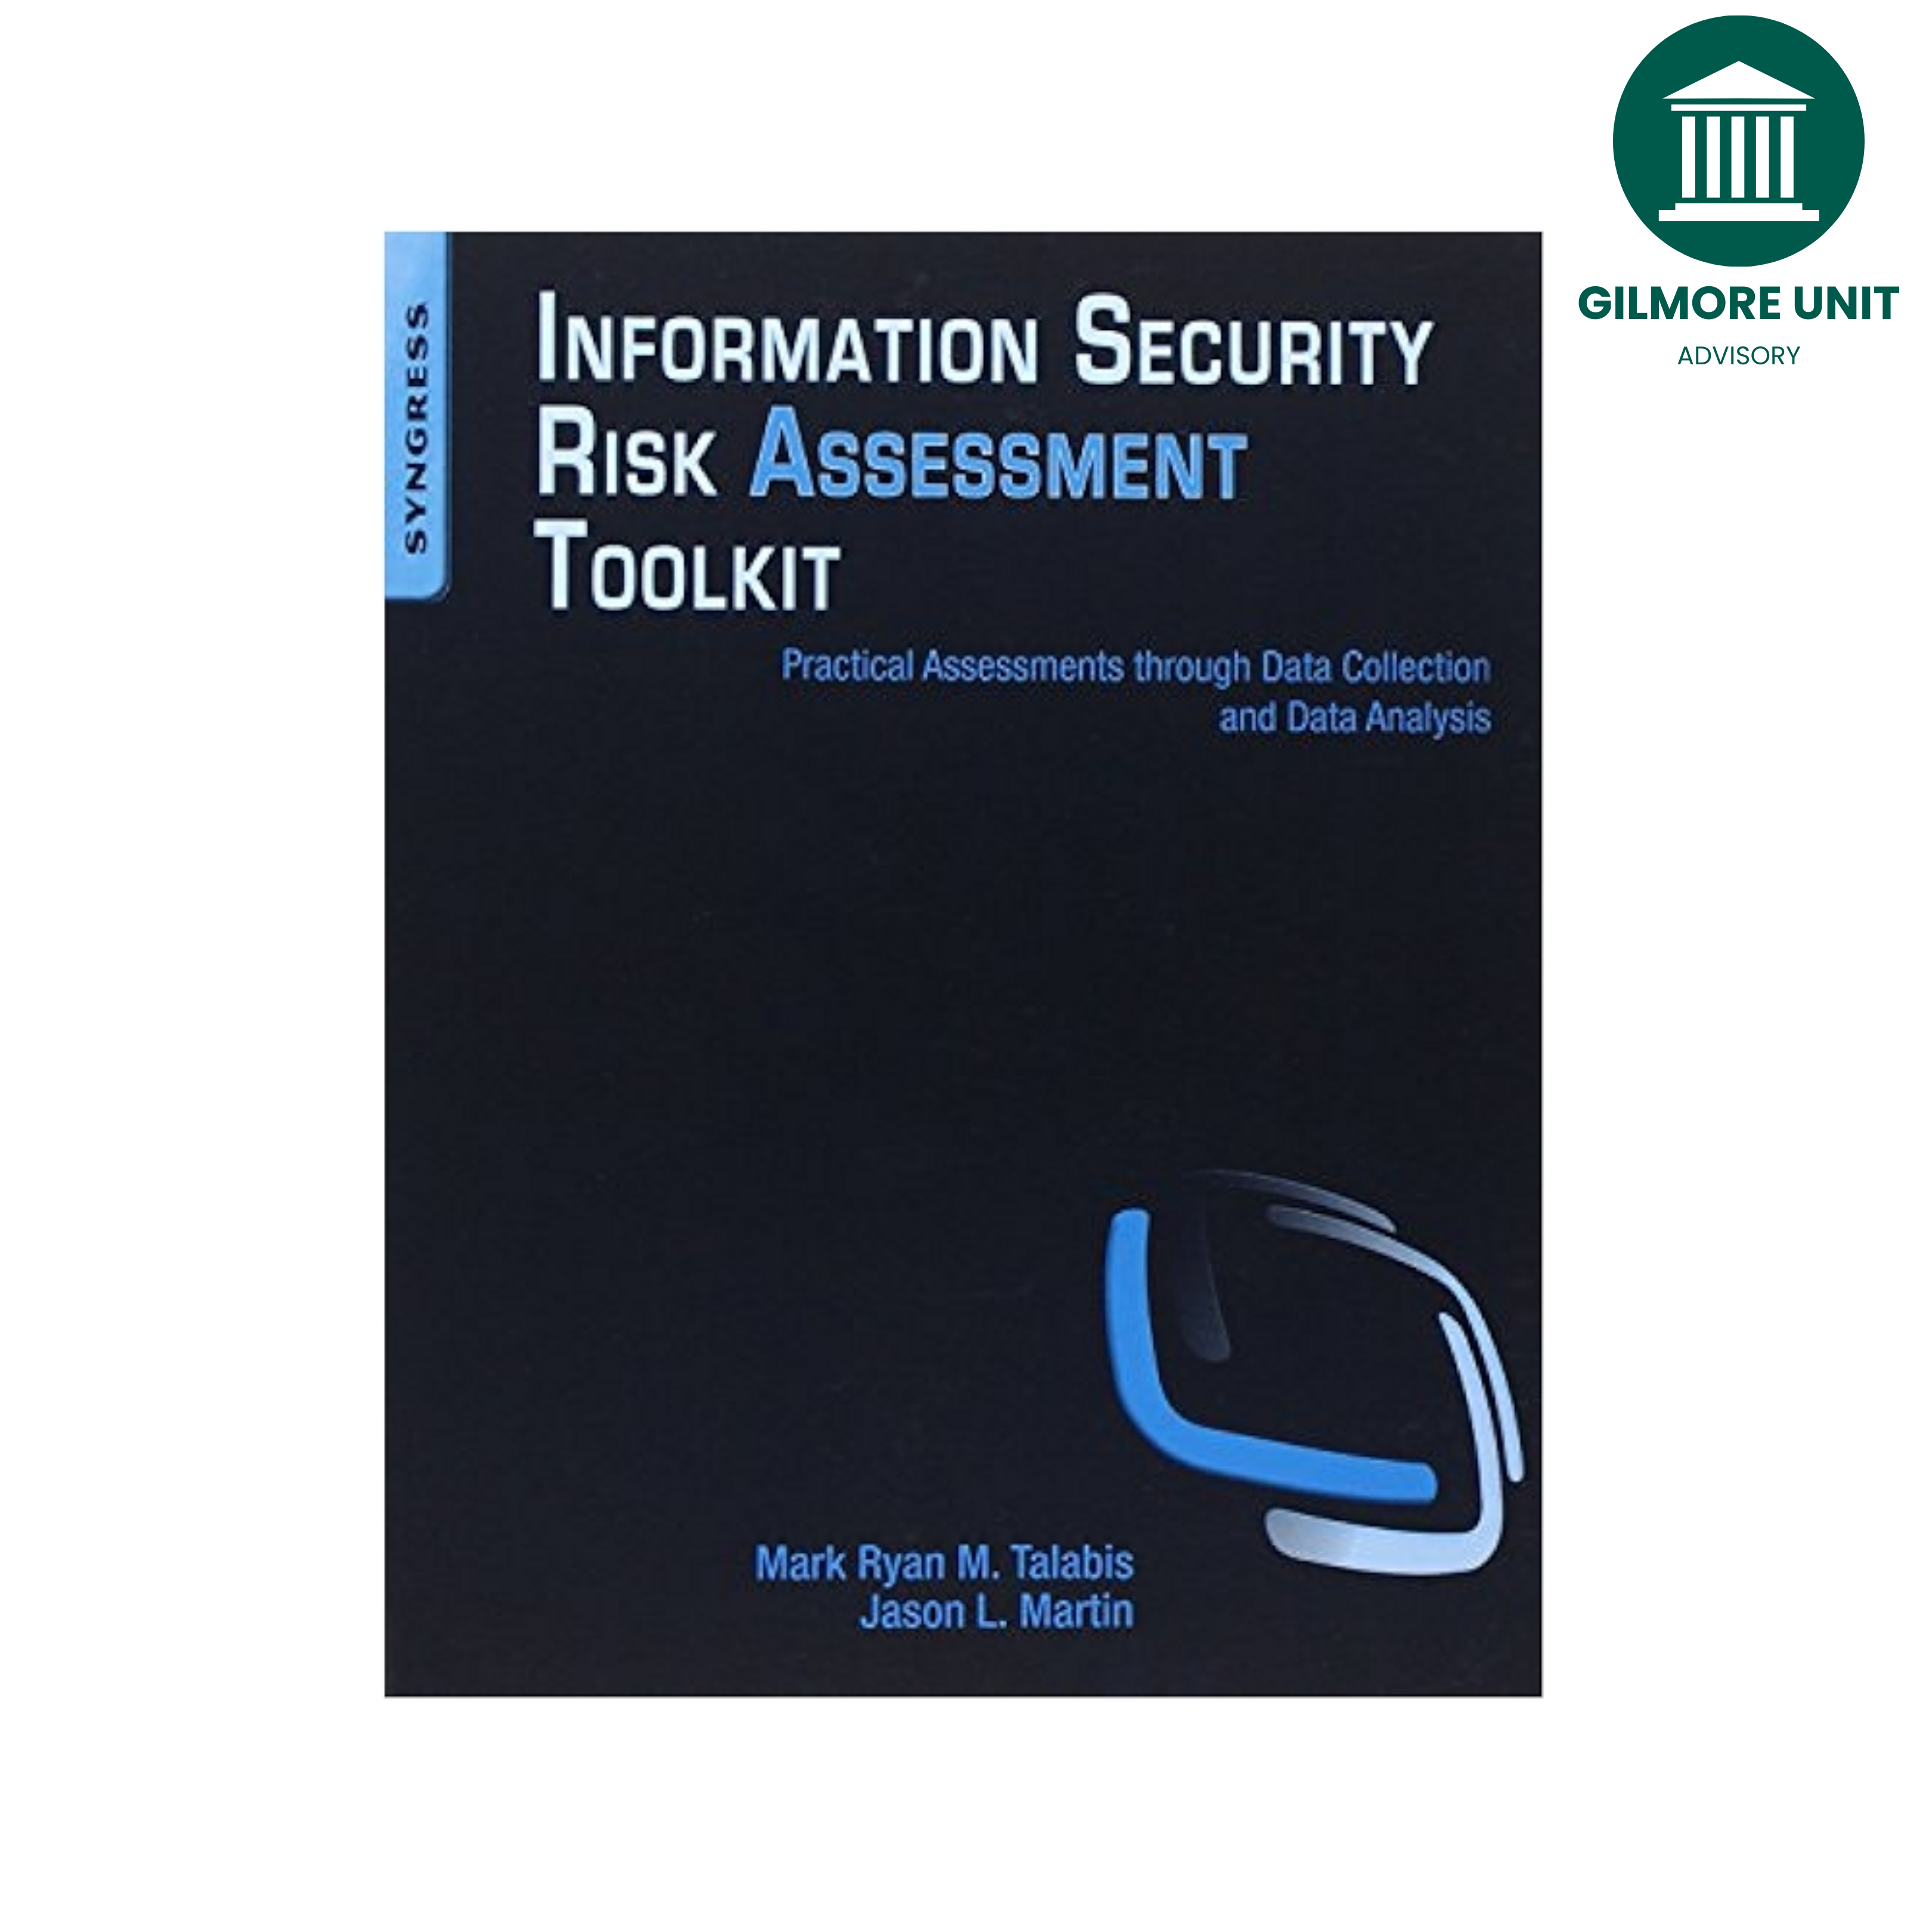 GILMORE UNIT
ADVISORY
SYNGRESS
INFORMATION SECURITY
RISK ASSESSMENT
TOOLKIT
Practical Assessments through Data Collection
and Data Analysis
Mark Ryan M. Talabis
Jason L. Martin